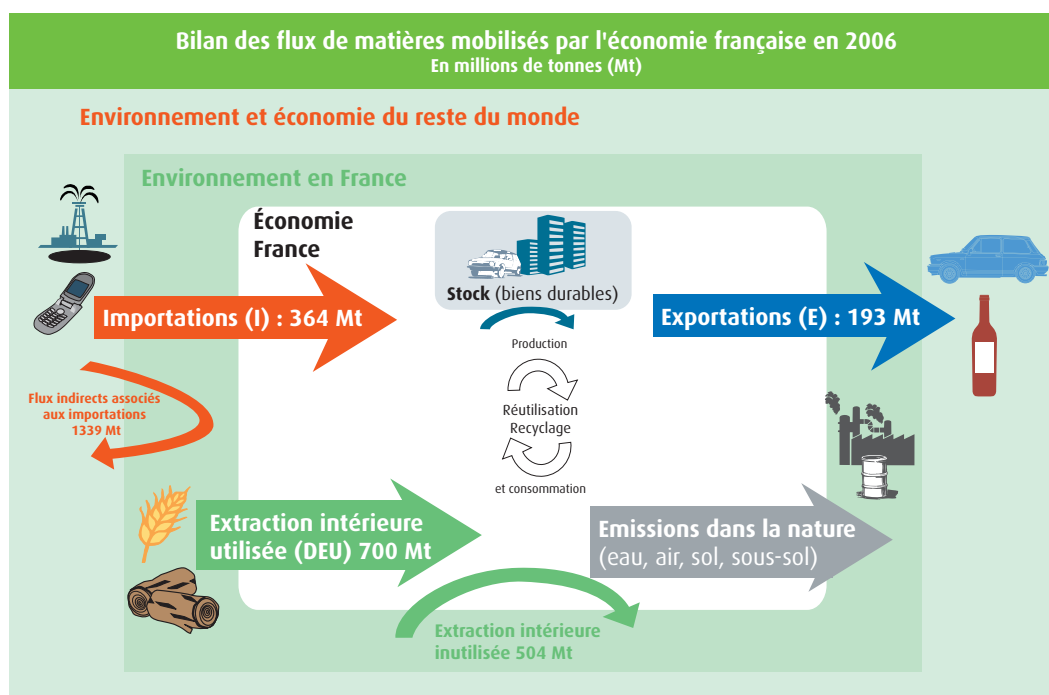 Bilan des flux de matières mobilisés par l'économie française en 2006
En millions de tonnes (Mt)
Environnement et économie du reste du monde
Environnement en France
Économie
France
Stock (biens durables)
Importations (I) : 364 Mt
Exportations (E) : 193 Mt
Production
Réutilisation
Recyclage
et consommation
Flux indirects associés
aux importations
1339 Mt
Extraction intérieure
utilisée (DEU) 700 Mt
Emissions dans la nature
(eau, air, sol, sous-sol)
Extraction intérieure
inutilisée 504 Mt